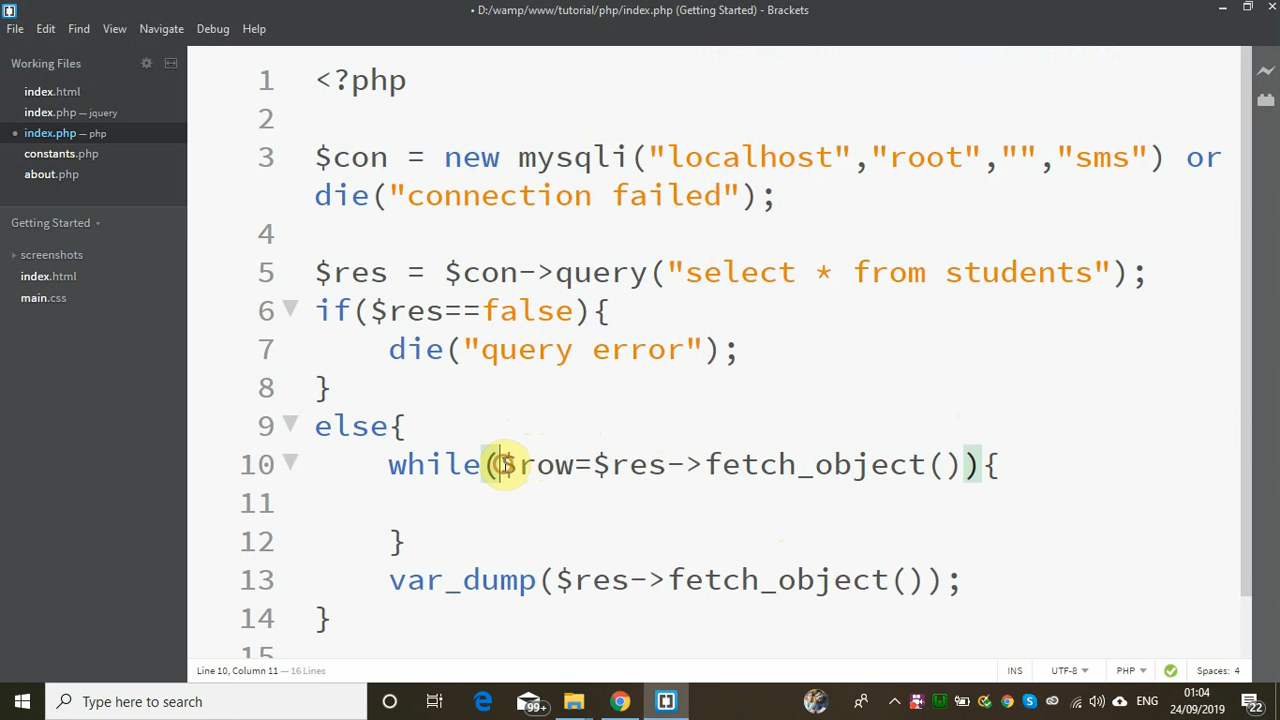 • D:/wamp/www/tutorial/php/index.php (Getting Started) - Brackets
File Edit Find View Navigate Debug Help
Working Files
index.html
index.php — jquery
index.php — php
constants.php
about.php
Getting Started
screenshots
index.html
main.css
1 <?php
2
3 $con = new mysqli("localhost","root","","sms") or
die("connection failed");
4
5 $res = $con->query("select * from students");
6 if($res==false){
7 die("query error");
8 }
9 else{
10 while($row=$res->fetch_object()){
11
12 }
13 var_dump($res->fetch_object());
14 }
15
Line 10, Column 11 — 16 Lines
INS UTF-8 PHP Spaces: 4
Type here to search
99+
ENG
01:04
24/09/2019
22